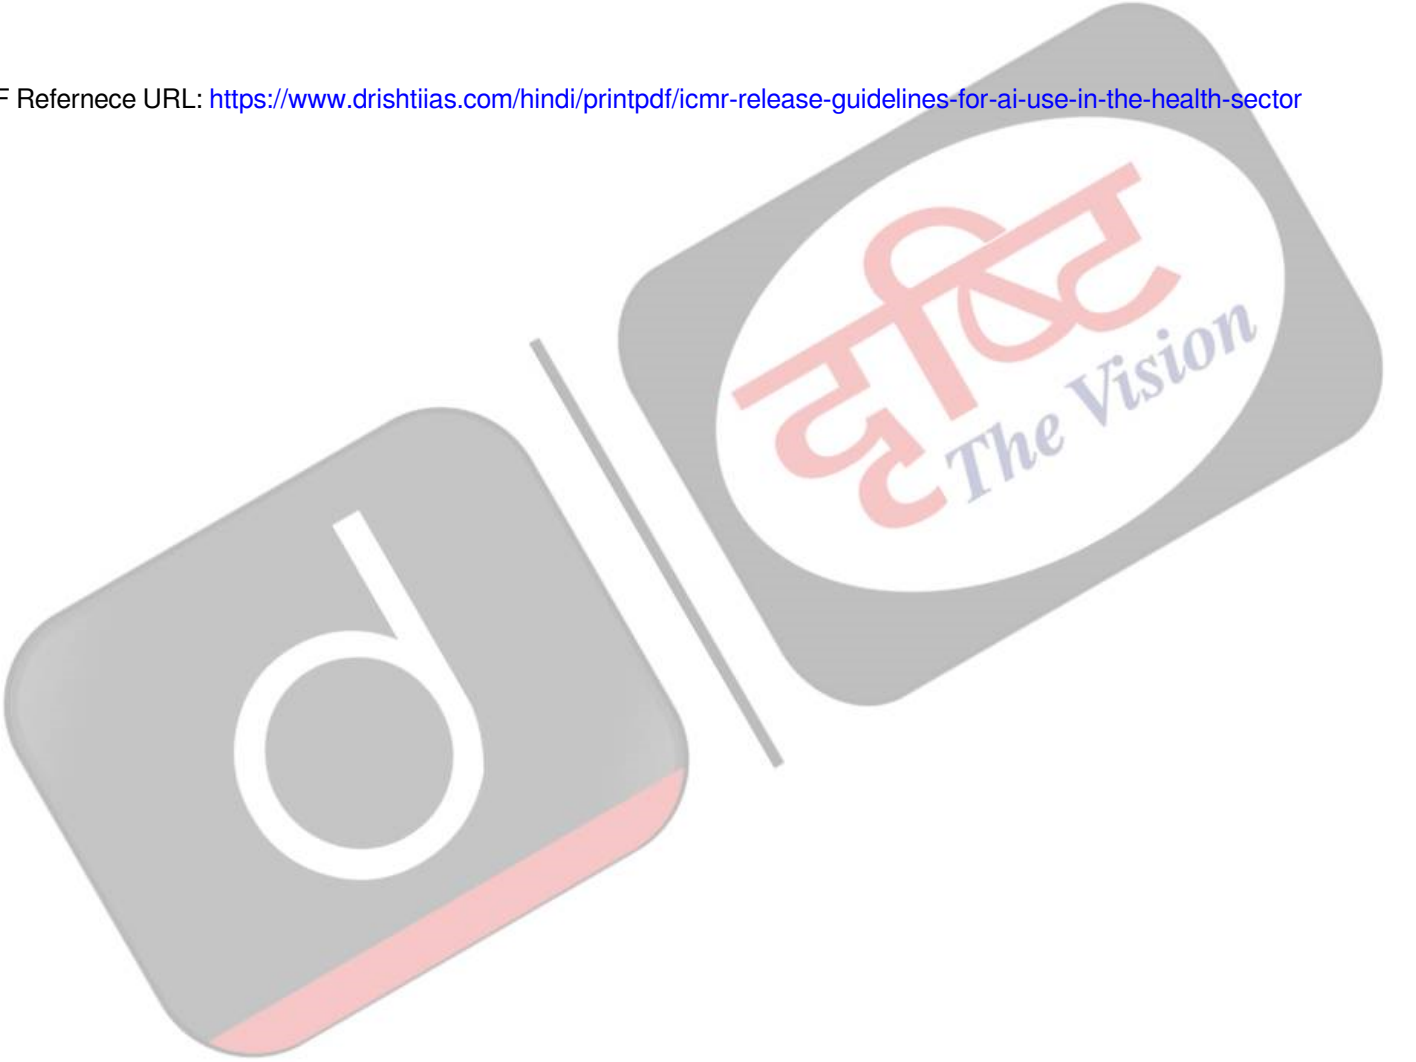 F Refernece URL: https://www.drishtiias.com/hindi/printpdf/icmr-release-guidelines-for-ai-use-in-the-health-sector
दृष्टि
The Vision
d